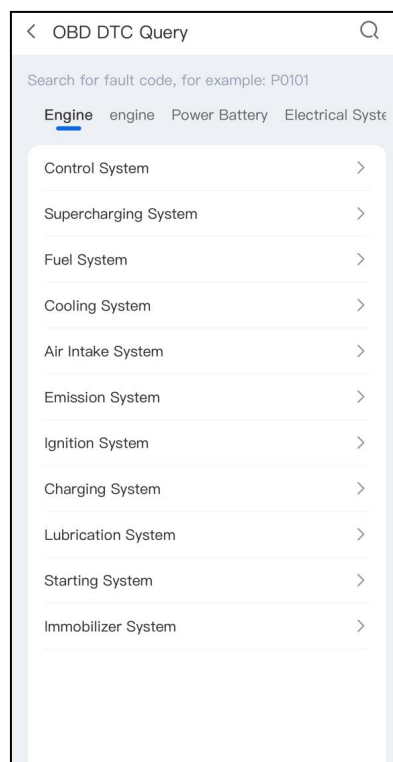 OBD DTC Query
Search for fault code, for example: P0101
Engine engine Power Battery Electrical Syste
Control System
Supercharging System
Fuel System
Cooling System
Air Intake System
Emission System
Ignition System
Charging System
Lubrication System
Starting System
Immobilizer System